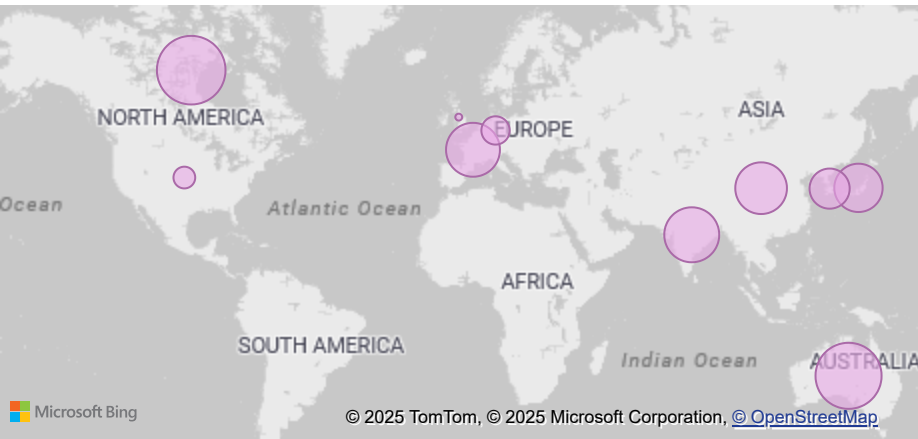 NORTH AMERICA
ASIA
EUROPE
Ocean
Atlantic Ocean
AFRICA
SOUTH AMERICA
Indian Ocean
AUSTRALIA
Microsoft Bing
© 2025 TomTom, © 2025 Microsoft Corporation, © OpenStreetMap